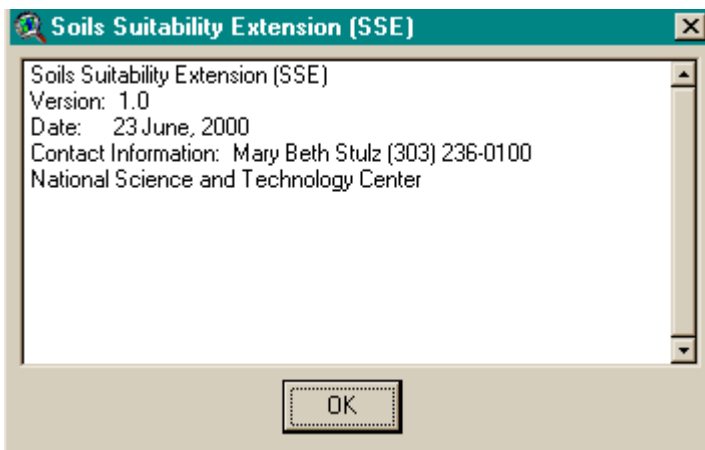 Soils Suitability Extension (SSE)
Soils Suitability Extension (SSE)
Version:  1.0
Date:     23 June, 2000
Contact Information:  Mary Beth Stulz (303) 236-0100
National Science and Technology Center
OK